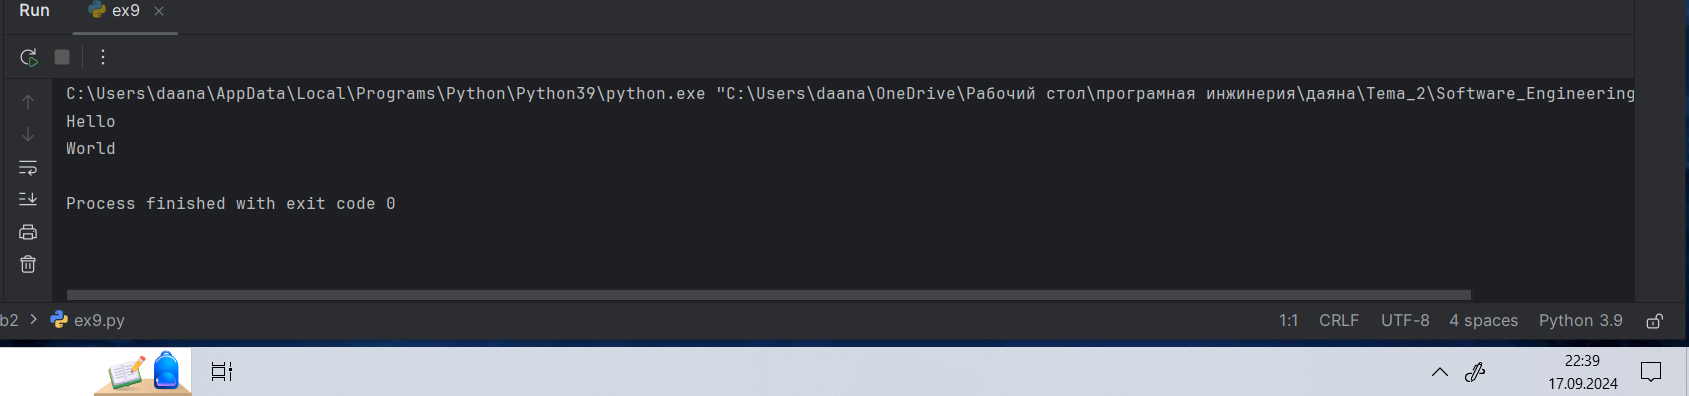 Run ex9
C:\Users\daana\AppData\Local\Programs\Python\Python39\python.exe "C:\Users\daana\OneDrive\Рабочий стол\програмная инжинерия\даяна\Tema_2\Software_Engineering
Hello
World
Process finished with exit code 0
b2 > ex9.py 1:1 CRLF UTF-8 4 spaces Python 3.9
22:39
17.09.2024